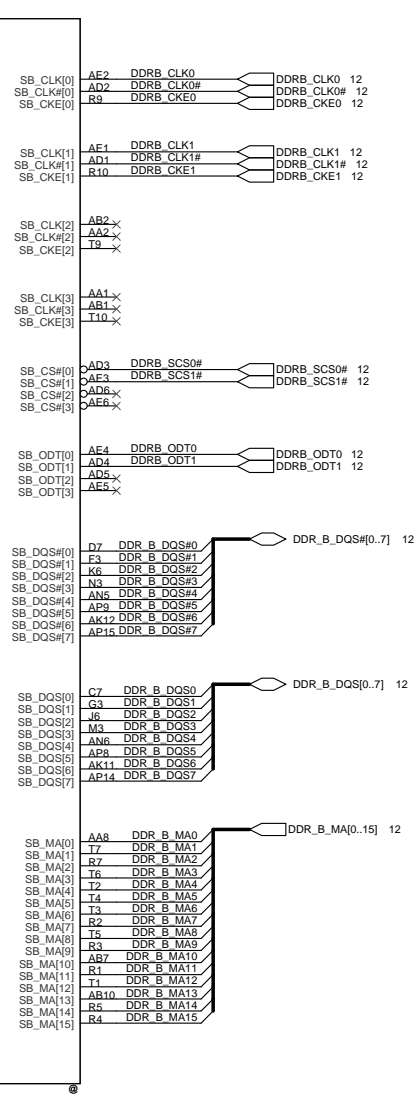 SB_CLK[0] AE2 DDRB_CLK0 DDRB_CLK0 12
SB_CLK#[0] AD2 DDRB_CLK0# DDRB_CLK0# 12
SB_CKE[0] R9 DDRB_CKE0 DDRB_CKE0 12
SB_CLK[1] AE1 DDRB_CLK1 DDRB_CLK1 12
SB_CLK#[1] AD1 DDRB_CLK1# DDRB_CLK1# 12
SB_CKE[1] R10 DDRB_CKE1 DDRB_CKE1 12
SB_CLK[2] AB2
SB_CLK#[2] AA2
SB_CKE[2] T9
SB_CLK[3] AA1
SB_CLK#[3] AB1
SB_CKE[3] T10
SB_CS#[0] AD3 DDRB_SCS0# DDRB_SCS0# 12
SB_CS#[1] AE3 DDRB_SCS1# DDRB_SCS1# 12
SB_CS#[2] AD6
SB_CS#[3] AE6
SB_ODT[0] AE4 DDRB_ODT0 DDRB_ODT0 12
SB_ODT[1] AD4 DDRB_ODT1 DDRB_ODT1 12
SB_ODT[2] AD5
SB_ODT[3] AE5
DDR_B_DQS#[0..7] 12
SB_DQS#[0] D7 DDR_B_DQS#0
SB_DQS#[1] F3 DDR_B_DQS#1
SB_DQS#[2] K6 DDR_B_DQS#2
SB_DQS#[3] N3 DDR_B_DQS#3
SB_DQS#[4] AN5 DDR_B_DQS#4
SB_DQS#[5] AP9 DDR_B_DQS#5
SB_DQS#[6] AK12 DDR_B_DQS#6
SB_DQS#[7] AP15 DDR_B_DQS#7
DDR_B_DQS[0..7] 12
SB_DQS[0] C7 DDR_B_DQS0
SB_DQS[1] G3 DDR_B_DQS1
SB_DQS[2] J6 DDR_B_DQS2
SB_DQS[3] M3 DDR_B_DQS3
SB_DQS[4] AN6 DDR_B_DQS4
SB_DQS[5] AP8 DDR_B_DQS5
SB_DQS[6] AK11 DDR_B_DQS6
SB_DQS[7] AP14 DDR_B_DQS7
DDR_B_MA[0..15] 12
SB_MA[0] AA8 DDR_B_MA0
SB_MA[1] T7 DDR_B_MA1
SB_MA[2] R7 DDR_B_MA2
SB_MA[3] T6 DDR_B_MA3
SB_MA[4] T2 DDR_B_MA4
SB_MA[5] T4 DDR_B_MA5
SB_MA[6] T3 DDR_B_MA6
SB_MA[7] R2 DDR_B_MA7
SB_MA[8] T5 DDR_B_MA8
SB_MA[9] R3 DDR_B_MA9
SB_MA[10] AB7 DDR_B_MA10
SB_MA[11] R1 DDR_B_MA11
SB_MA[12] T1 DDR_B_MA12
SB_MA[13] AB10 DDR_B_MA13
SB_MA[14] R5 DDR_B_MA14
SB_MA[15] R4 DDR_B_MA15
@